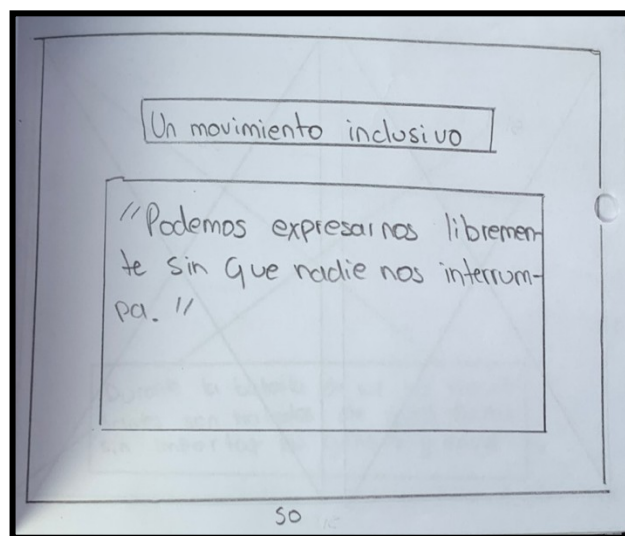 Un movimiento inclusivo
"Podemos expresarnos libremen-
te sin que nadie nos interrum-
pa."
50